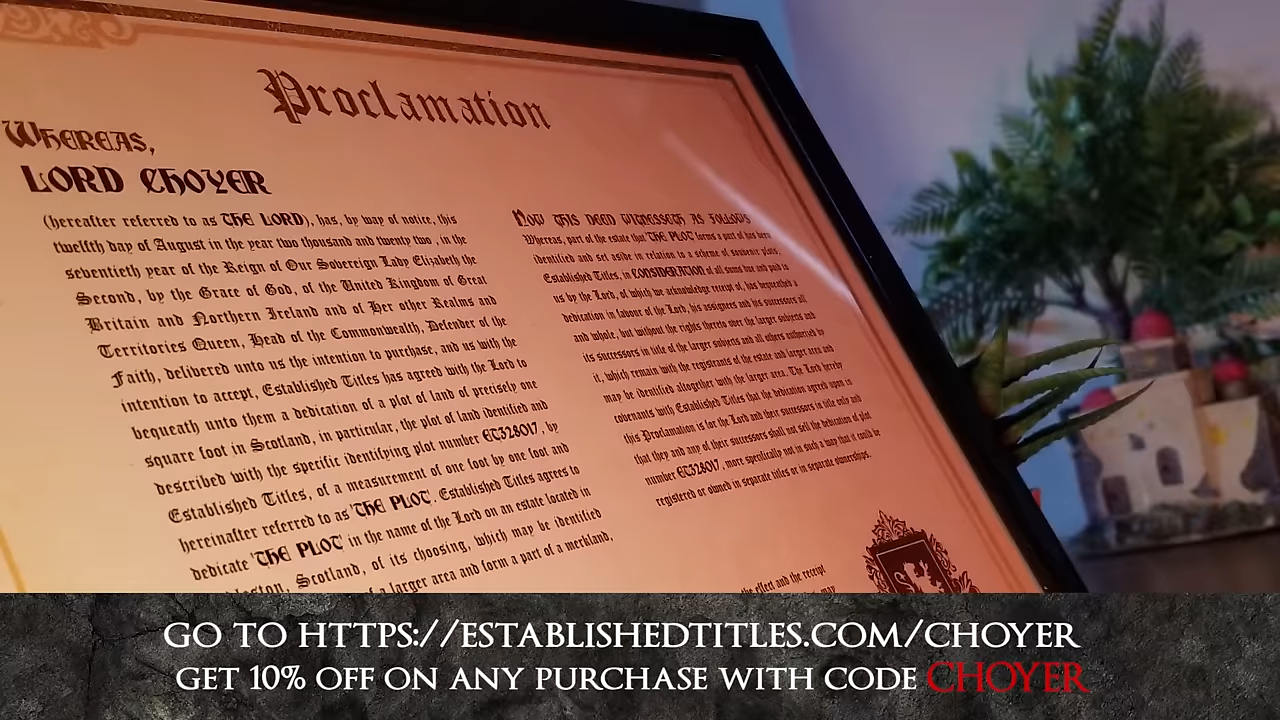 Proclamation
WHEREAS,
LORD CHOYER
(hereafter referred to as THE LORD), has, by way of notice, this
twelfth day of August in the year two thousand and twenty two , in the
seventieth year of the Reign of Our Sovereign Lady Elizabeth the
Second, by the Grace of God, of the United Kingdom of Great
Britain and Northern Ireland and of Her other Realms and
Territories Queen, Head of the Commonwealth, Defender of the
Faith, delivered unto us the intention to purchase, and us with the
intention to accept, Established Titles has agreed with the Lord to
bequeath unto them a dedication of a plot of land of precisely one
square foot in Scotland, in particular, the plot of land identified and
described with the specific identifying plot number ET328017 , by
Established Titles, of a measurement of one foot by one foot and
hereinafter referred to as 'THE PLOT'. Established Titles agrees to
dedicate 'THE PLOT' in the name of the Lord on an estate located in
Scotland, of its choosing, which may be identified
of a larger area and form a part of a merkland,
NOW THIS DEED WITNESSETH AS FOLLOWS
Whereas, part of the estate that 'THE PLOT' forms a part of has been
identified and set aside in relation to a scheme of souvenir plots,
Established Titles, in CONSIDERATION of all sums due and paid to
us by the Lord, of which we acknowledge receipt of, has bequeathed a
Dedication in favour of the Lord, his assignees and his successors all
and whole, but without the rights thereto over the larger subjects and
its successors in title of the larger subjects and all others authorised by
it, which remain with the registrants of the estate and larger area and
may be identified altogether with the larger area. The Lord hereby
covenants with Established Titles that the dedication agreed upon in
this Proclamation is for the Lord and their successors in title only and
that they and any of their successors shall not sell the dedication of plot
number ET328017 , more specifically not in such a way that it could be
registered or owned in separate titles or in separate ownerships.
the effect and the receipt
may
GO TO HTTPS://ESTABLISHEDTITLES.COM/CHOYER
GET 10% OFF ON ANY PURCHASE WITH CODE CHOYER